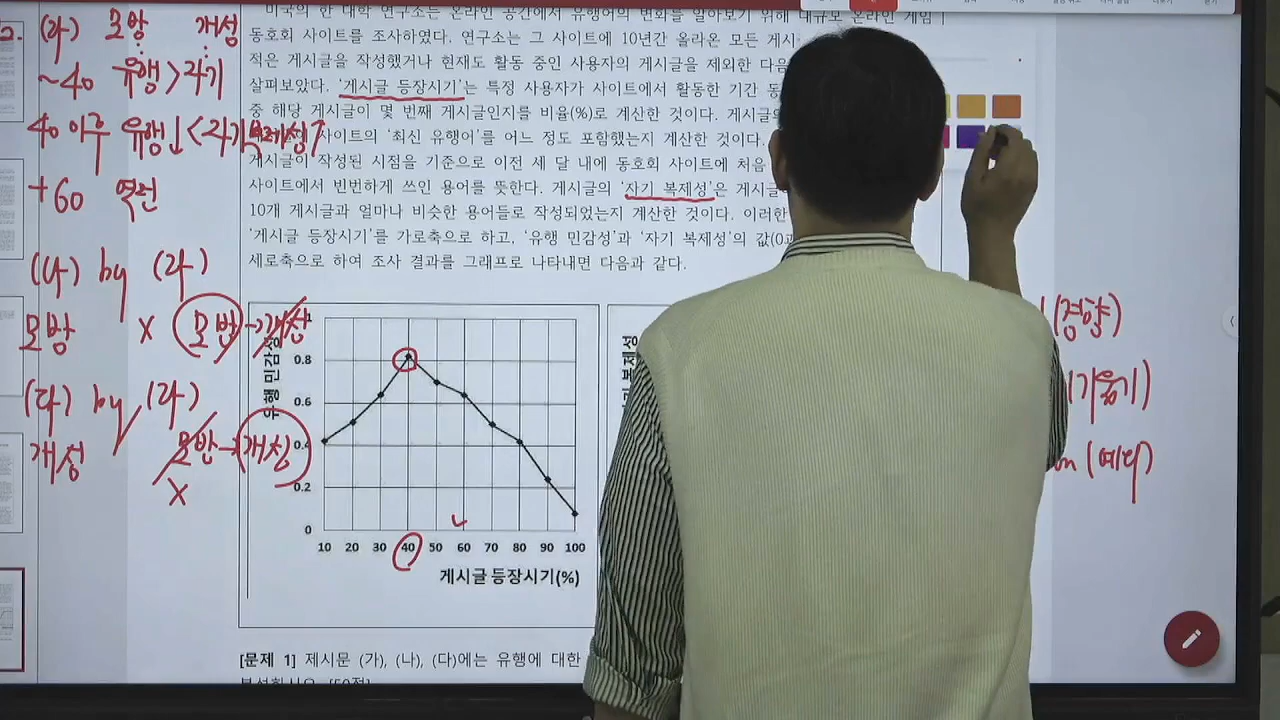 (라) 모방 개성
~40 유행 > 자기
40 이후 유행↓ < 자기복제성↑
+60 역전
(나) by (라)
모방 X 모방→개성
(다) by (라)
개성 모방→개성
X
미국의 한 대학 연구소는 온라인 공간에서 유행어의 변화를 알아보기 위해 대규모 온라인 게임
동호회 사이트를 조사하였다. 연구소는 그 사이트에 10년간 올라온 모든 게시
적은 게시글을 작성했거나 현재도 활동 중인 사용자의 게시글을 제외한 다음
살펴보았다. ‘게시글 등장시기’는 특정 사용자가 사이트에서 활동한 기간 동
중 해당 게시글이 몇 번째 게시글인지를 비율(%)로 계산한 것이다. 게시글의
사이트의 ‘최신 유행어’를 어느 정도 포함했는지 계산한 것이다.
게시글이 작성된 시점을 기준으로 이전 세 달 내에 동호회 사이트에 처음
사이트에서 빈번하게 쓰인 용어를 뜻한다. 게시글의 ‘자기 복제성’은 게시글
10개 게시글과 얼마나 비슷한 용어들로 작성되었는지 계산한 것이다. 이러한
‘게시글 등장시기’를 가로축으로 하고, ‘유행 민감성’과 ‘자기 복제성’의 값(0과
세로축으로 하여 조사 결과를 그래프로 나타내면 다음과 같다.
유행 민감성
1
0.8
0.6
0.4
0.2
0
10 20 30 40 50 60 70 80 90 100
게시글 등장시기(%)
복제성
(경향)
(기울기)
(예외)
[문제 1] 제시문 (가), (나), (다)에는 유행에 대한
분석하시오. [50점]